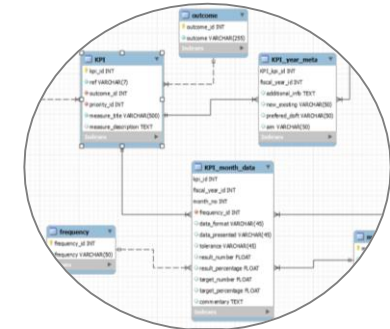 outcome
outcome_id INT
outcome VARCHAR(255)
Indexes
KPI
kpi_id INT
ref VARCHAR(7)
outcome_id INT
priority_id INT
measure_title VARCHAR(500)
measure_description TEXT
Indexes
KPI_year_meta
KPI_kpi_id INT
fiscal_year_id INT
additional_info TEXT
new_existing VARCHAR(50)
preferred_shift VARCHAR(50)
aim VARCHAR(50)
Indexes
KPI_month_data
kpi_id INT
fiscal_year_id INT
month_no INT
frequency_id INT
data_format VARCHAR(45)
data_presented VARCHAR(45)
tolerance VARCHAR(45)
result_number FLOAT
result_percentage FLOAT
target_number FLOAT
target_percentage FLOAT
commentary TEXT
Indexes
frequency
frequency_id INT
frequency VARCHAR(50)